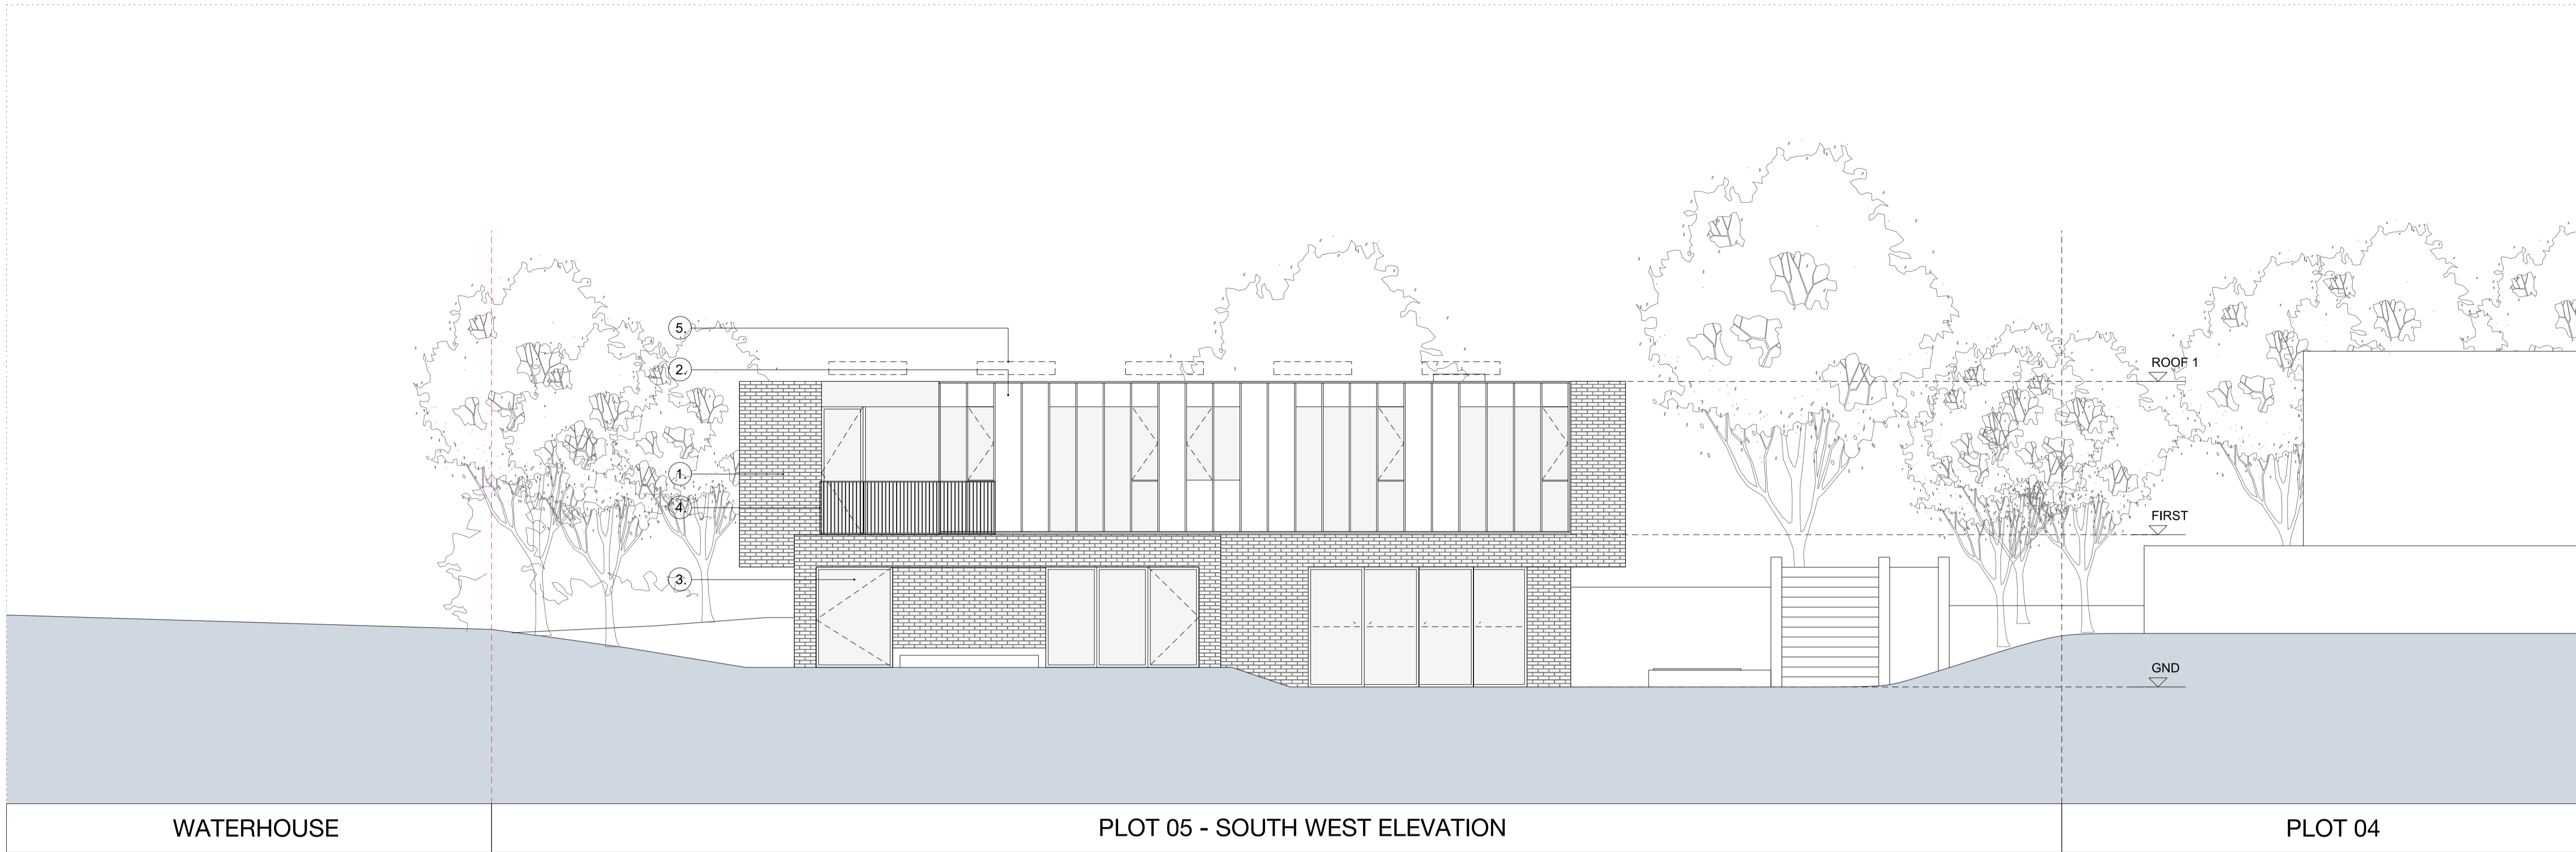 5.
2.
ROOF 1
1.
4.
FIRST
3.
GND
WATERHOUSE
PLOT 05 - SOUTH WEST ELEVATION
PLOT 04